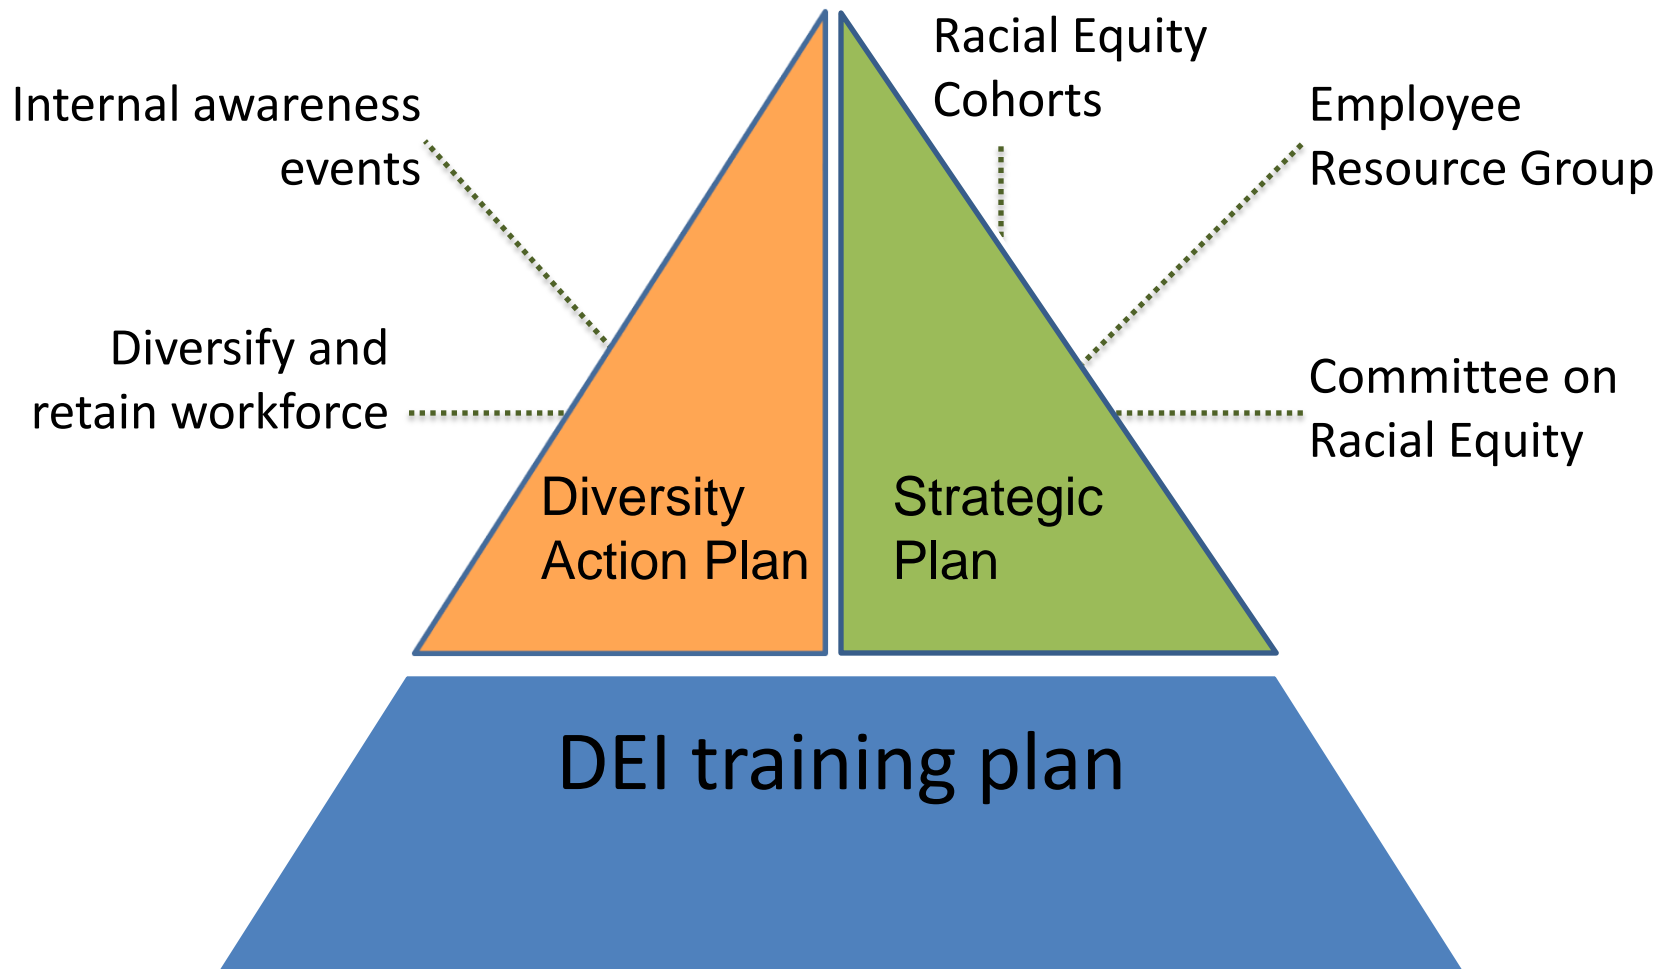 Internal awareness
events
Diversify and
retain workforce
Racial Equity
Cohorts
Employee
Resource Group
Committee on
Racial Equity
Diversity
Action Plan
Strategic
Plan
DEI training plan